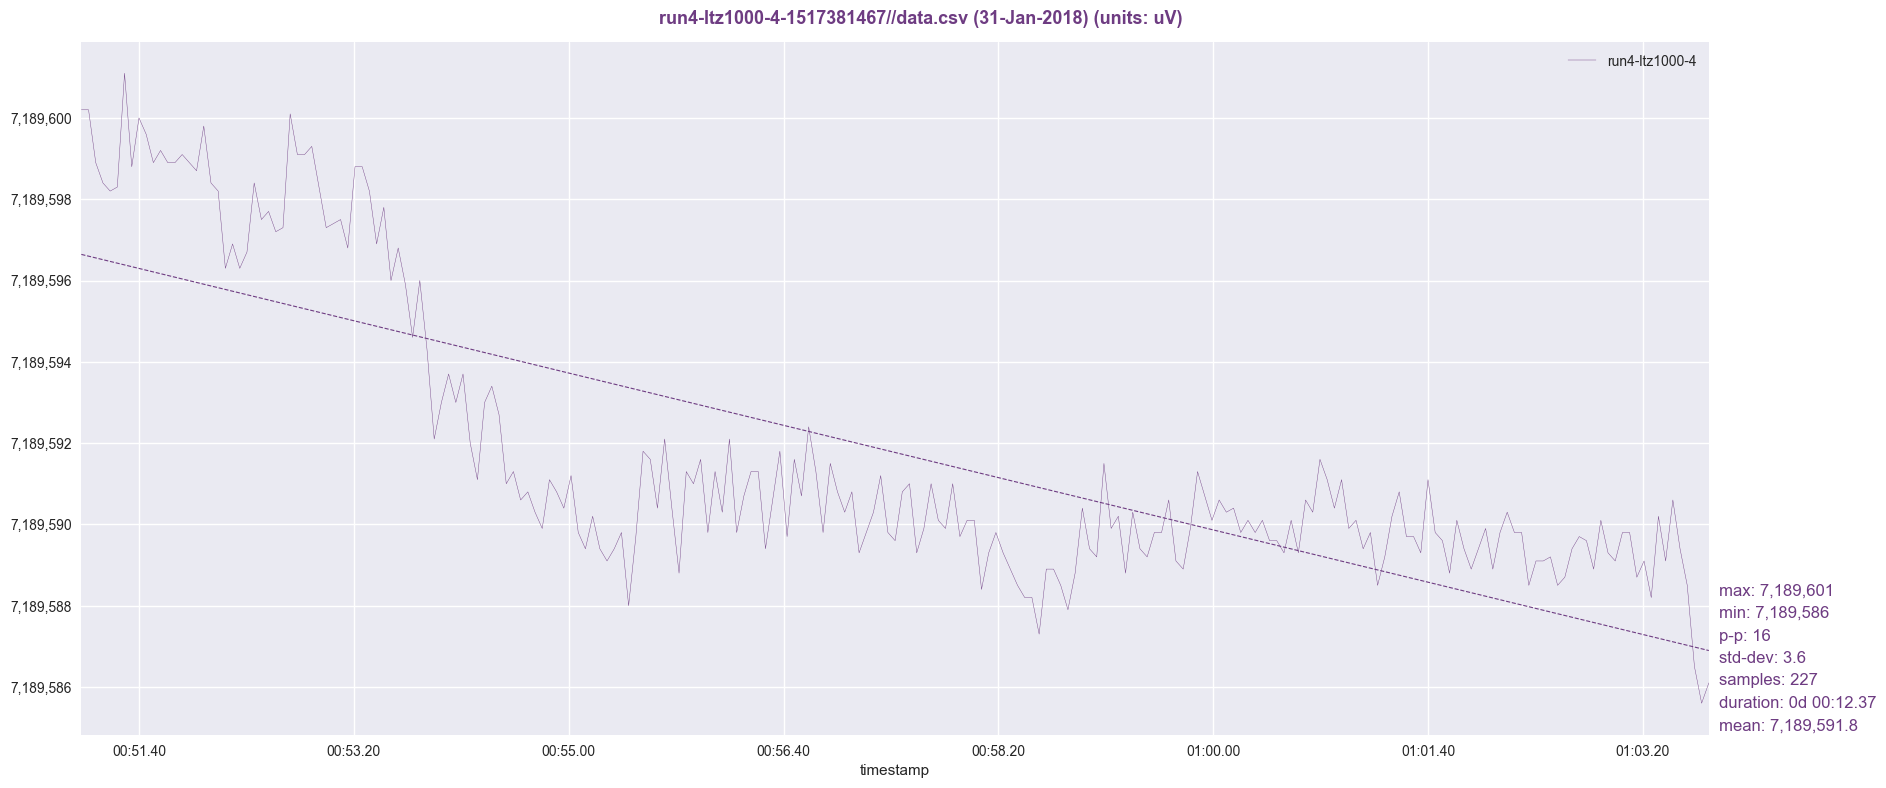 run4-ltz1000-4-1517381467//data.csv (31-Jan-2018) (units: uV)
run4-ltz1000-4
7,189,600
7,189,598
7,189,596
7,189,594
7,189,592
7,189,590
7,189,588
7,189,586
max: 7,189,601
min: 7,189,586
p-p: 16
std-dev: 3.6
samples: 227
duration: 0d 00:12.37
mean: 7,189,591.8
00:51.40 00:53.20 00:55.00 00:56.40 00:58.20 01:00.00 01:01.40 01:03.20
timestamp